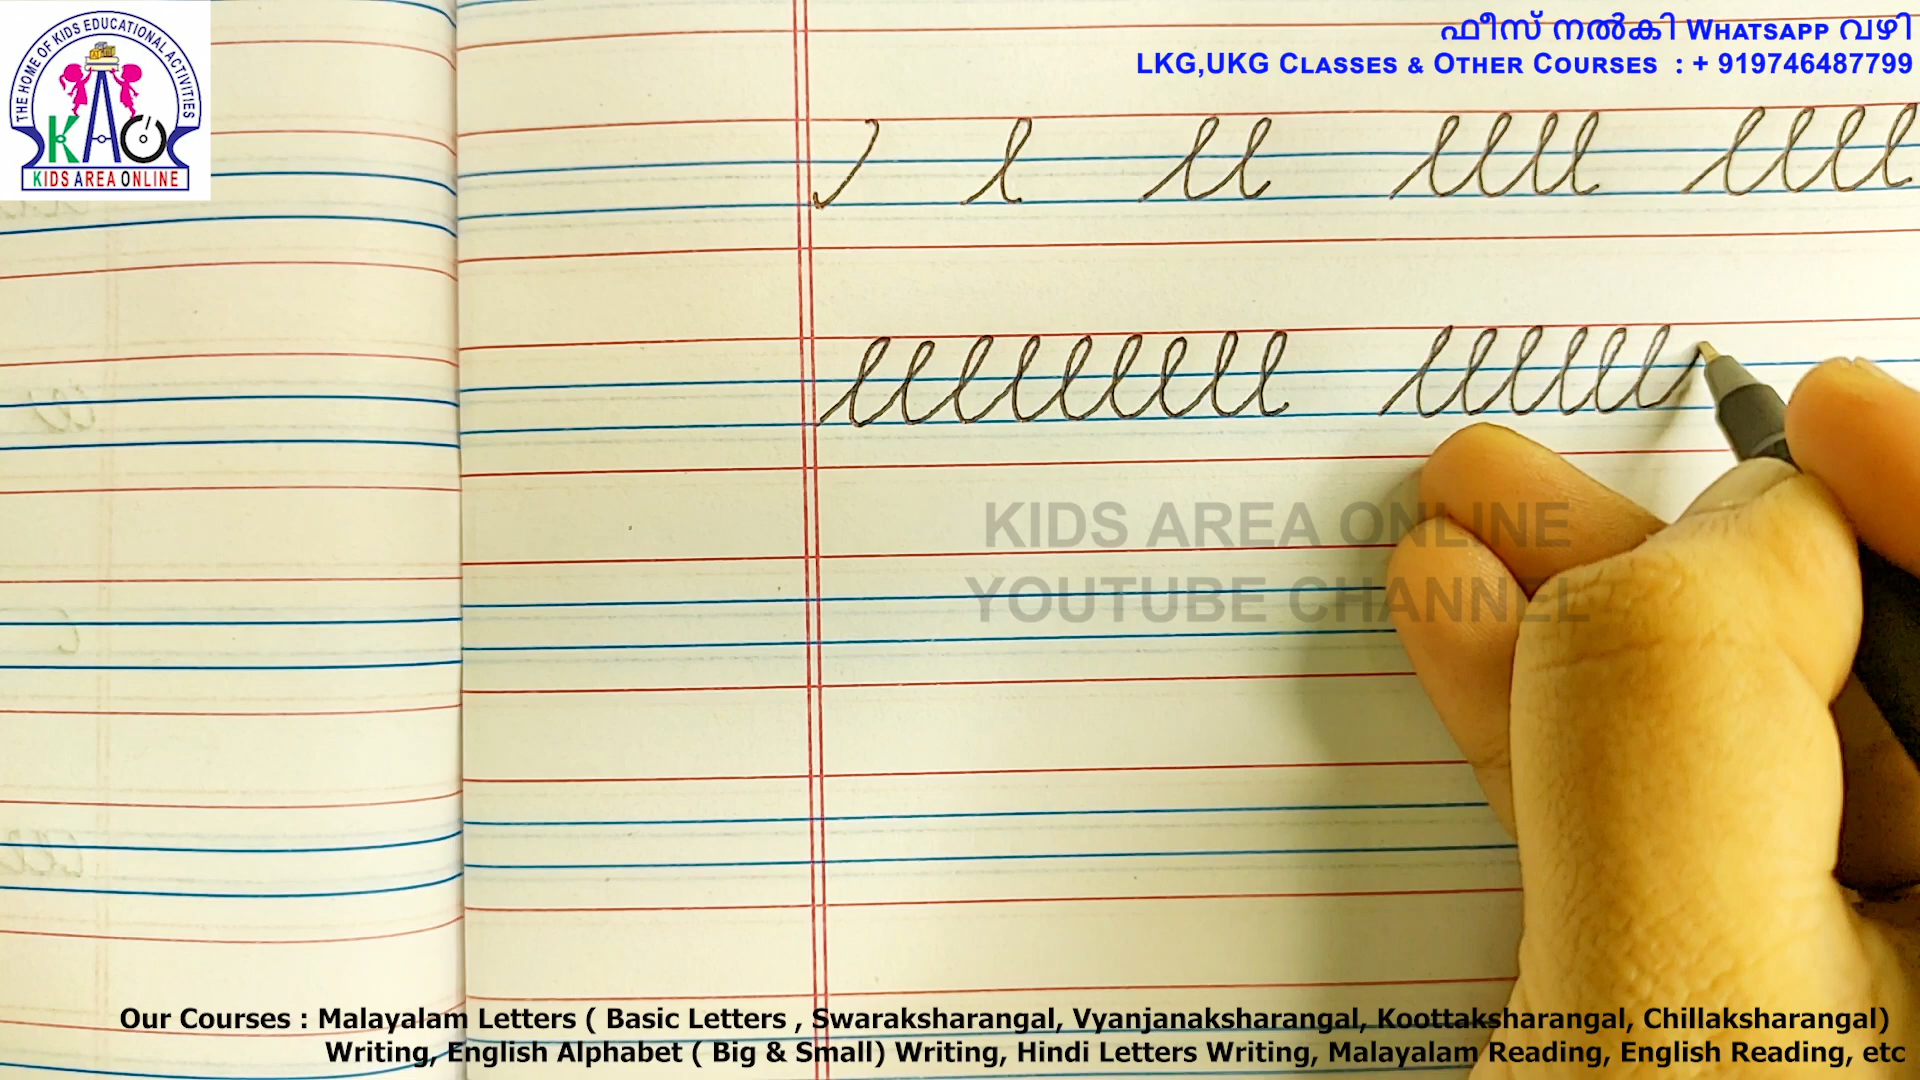 THE HOME OF KIDS EDUCATIONAL ACTIVITIES
KAO
KIDS AREA ONLINE
ഫീസ് നൽകി WHATSAPP വഴി
LKG,UKG CLASSES & OTHER COURSES : + 919746487799
KIDS AREA ONLINE
YOUTUBE CHANNEL
Our Courses : Malayalam Letters ( Basic Letters , Swaraksharangal, Vyanjanaksharangal, Koottaksharangal, Chillaksharangal)
Writing, English Alphabet ( Big & Small) Writing, Hindi Letters Writing, Malayalam Reading, English Reading, etc